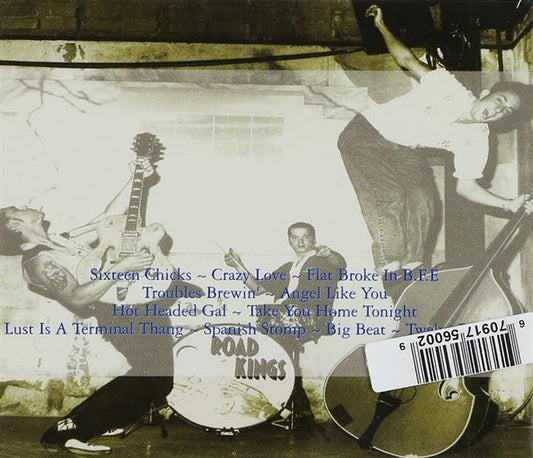 Sixteen Chicks ~ Crazy Love ~ Flat Broke In B.F.E
Troubles Brewin' ~ Angel Like You
Hot Headed Gal ~ Take You Home Tonight
Lust Is A Terminal Thang ~ Spanish Stomp ~ Big Beat ~
ROAD
KINGS
6 70917 56002 9